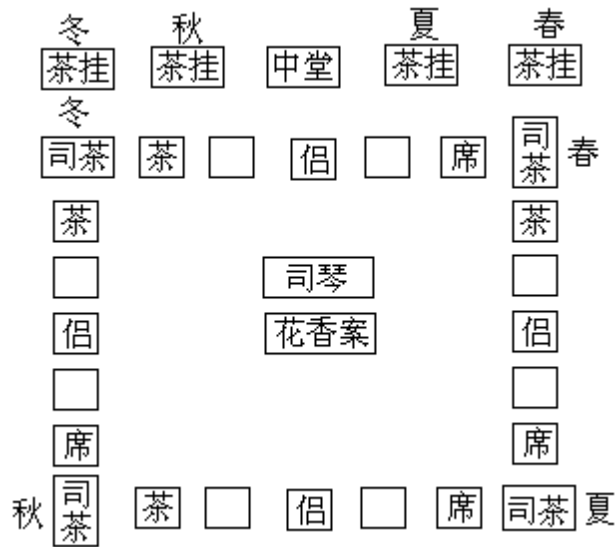 冬 秋 夏 春
茶挂 茶挂 中堂 茶挂 茶挂
冬
司茶 茶 侣 席 司茶 春
茶 茶
司琴
侣 花香案 侣
席 席
秋 司茶 茶 侣 席 司茶 夏